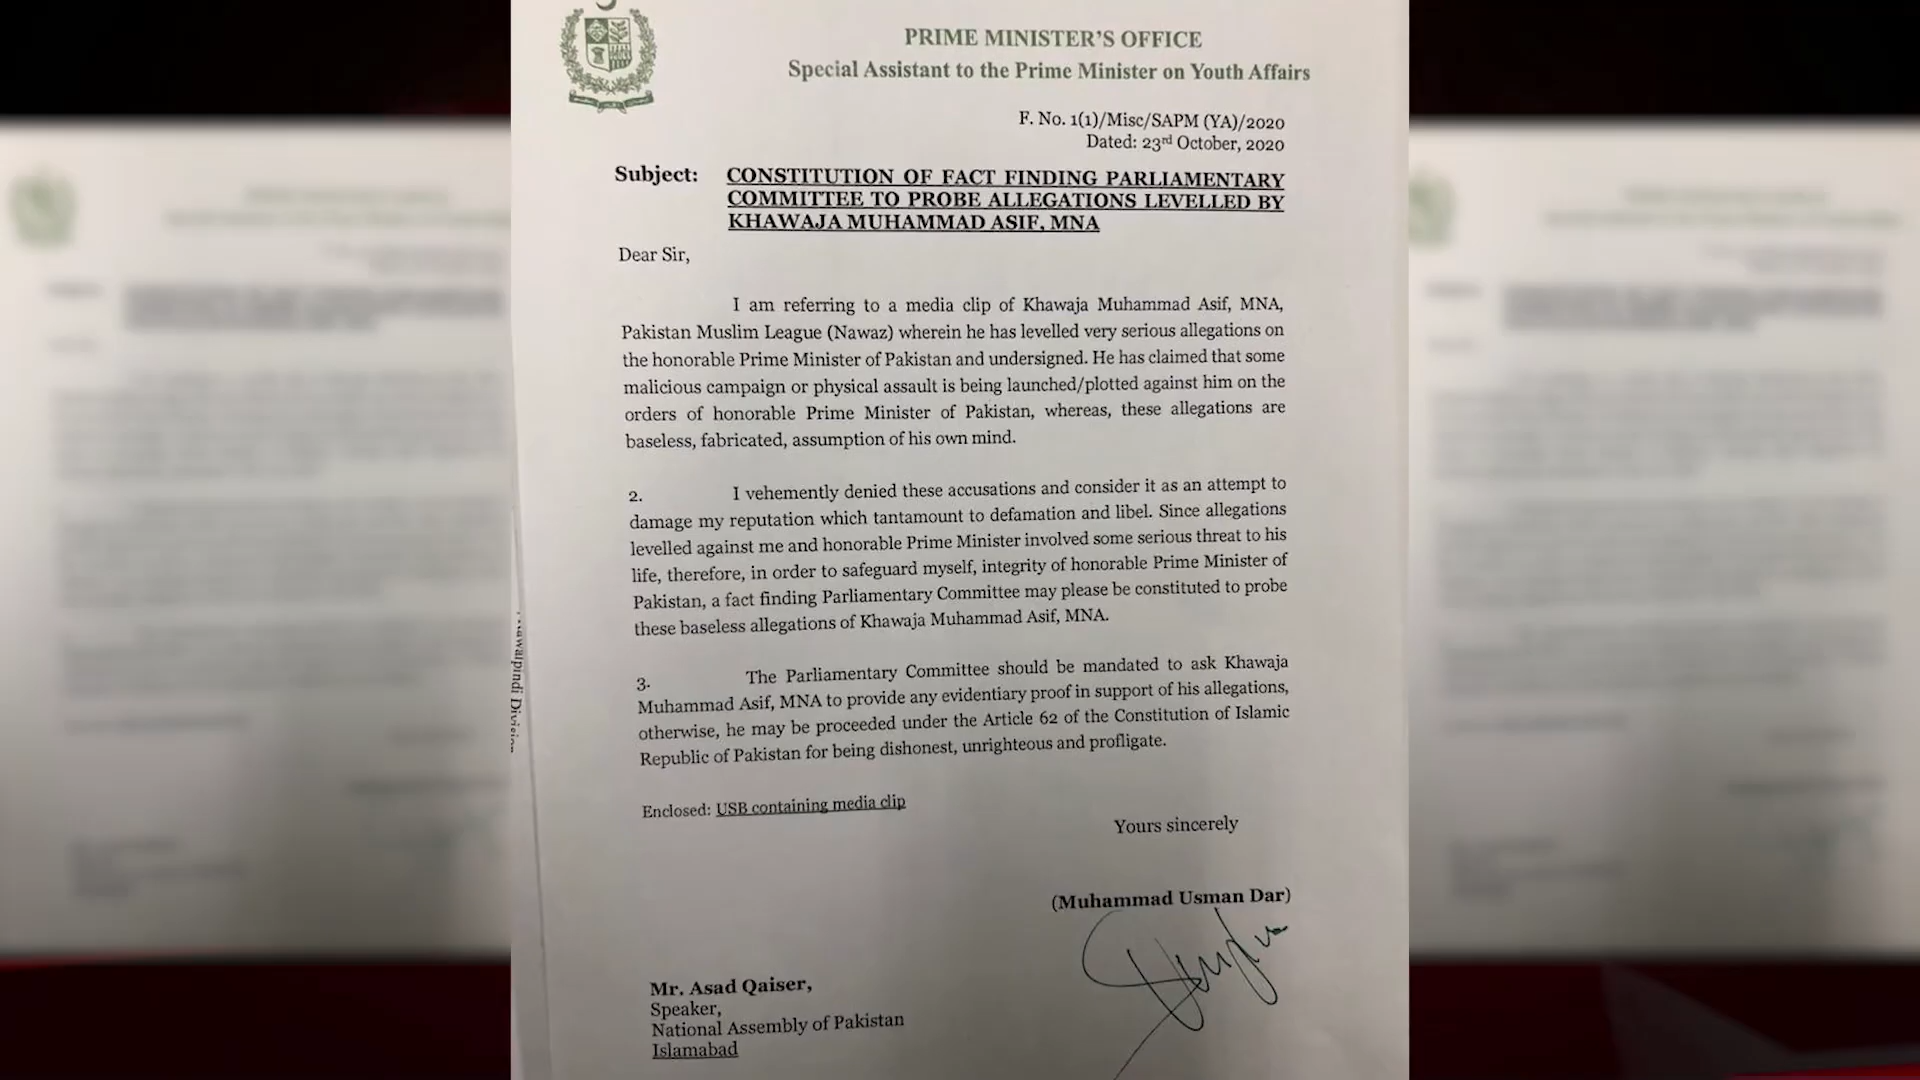 PRIME MINISTER'S OFFICE
Special Assistant to the Prime Minister on Youth Affairs
F. No. 1(1)/Misc/SAPM (YA)/2020
Dated: 23rd October, 2020
Subject: CONSTITUTION OF FACT FINDING PARLIAMENTARY
COMMITTEE TO PROBE ALLEGATIONS LEVELLED BY
KHAWAJA MUHAMMAD ASIF, MNA
Dear Sir,
I am referring to a media clip of Khawaja Muhammad Asif, MNA,
Pakistan Muslim League (Nawaz) wherein he has levelled very serious allegations on
the honorable Prime Minister of Pakistan and undersigned. He has claimed that some
malicious campaign or physical assault is being launched/plotted against him on the
orders of honorable Prime Minister of Pakistan, whereas, these allegations are
baseless, fabricated, assumption of his own mind.
2. I vehemently denied these accusations and consider it as an attempt to
damage my reputation which tantamount to defamation and libel. Since allegations
levelled against me and honorable Prime Minister involved some serious threat to his
life, therefore, in order to safeguard myself, integrity of honorable Prime Minister of
Pakistan, a fact finding Parliamentary Committee may please be constituted to probe
these baseless allegations of Khawaja Muhammad Asif, MNA.
3. The Parliamentary Committee should be mandated to ask Khawaja
Muhammad Asif, MNA to provide any evidentiary proof in support of his allegations,
otherwise, he may be proceeded under the Article 62 of the Constitution of Islamic
Republic of Pakistan for being dishonest, unrighteous and profligate.
Enclosed: USB containing media clip
Yours sincerely
(Muhammad Usman Dar)
Mr. Asad Qaiser,
Speaker,
National Assembly of Pakistan
Islamabad